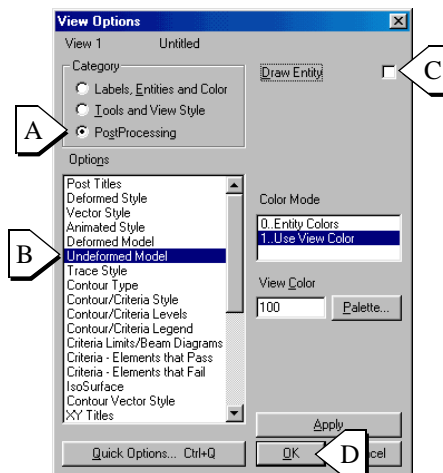 View Options
View 1 Untitled
Category
Labels, Entities and Color
Tools and View Style
PostProcessing
Draw Entity
A
B
C
D
Options
Post Titles
Deformed Style
Vector Style
Animated Style
Deformed Model
Undeformed Model
Trace Style
Contour Type
Contour/Criteria Style
Contour/Criteria Levels
Contour/Criteria Legend
Criteria Limits/Beam Diagrams
Criteria - Elements that Pass
Criteria - Elements that Fail
IsoSurface
Contour Vector Style
XY Titles
Color Mode
0..Entity Colors
1..Use View Color
View Color
100 Palette...
Apply
Quick Options... Ctrl+Q
OK